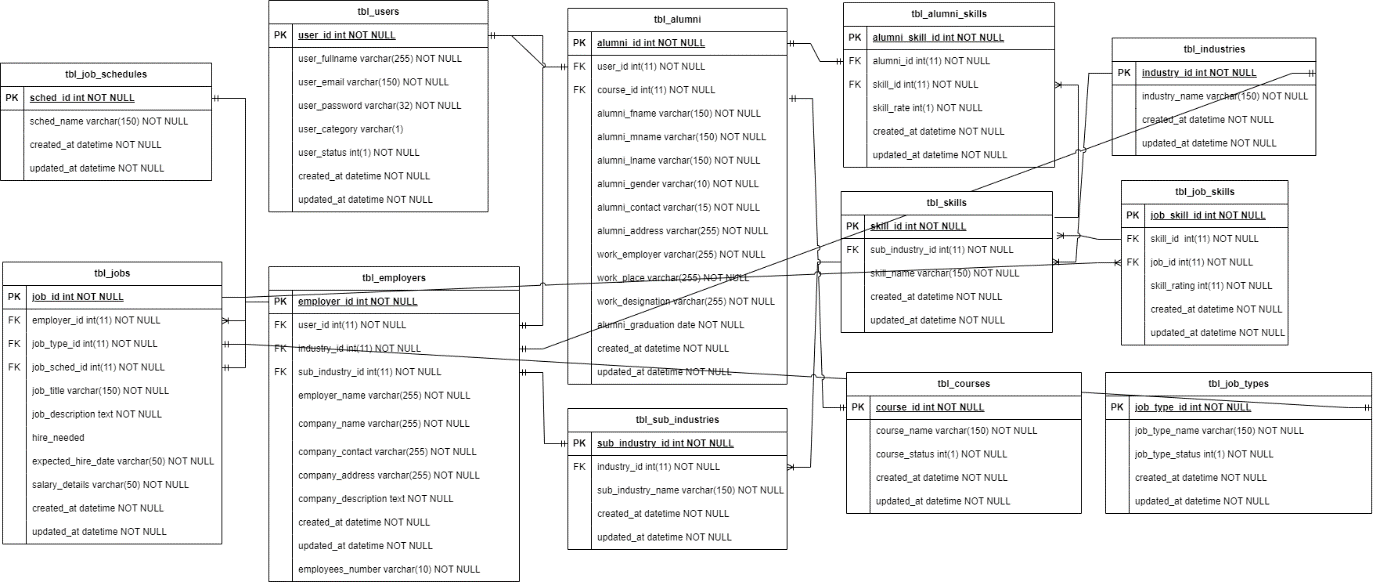 tbl_users
PK user_id int NOT NULL
user_fullname varchar(255) NOT NULL
user_email varchar(150) NOT NULL
user_password varchar(32) NOT NULL
user_category varchar(1)
user_status int(1) NOT NULL
created_at datetime NOT NULL
updated_at datetime NOT NULL
tbl_alumni
PK alumni_id int NOT NULL
FK user_id int(11) NOT NULL
FK course_id int(11) NOT NULL
alumni_fname varchar(150) NOT NULL
alumni_mname varchar(150) NOT NULL
alumni_lname varchar(150) NOT NULL
alumni_gender varchar(10) NOT NULL
alumni_contact varchar(15) NOT NULL
alumni_address varchar(255) NOT NULL
work_employer varchar(255) NOT NULL
work_place varchar(255) NOT NULL
work_designation varchar(255) NOT NULL
alumni_graduation date NOT NULL
created_at datetime NOT NULL
updated_at datetime NOT NULL
tbl_alumni_skills
PK alumni_skill_id int NOT NULL
FK alumni_id int(11) NOT NULL
FK skill_id int(11) NOT NULL
skill_rate int(1) NOT NULL
created_at datetime NOT NULL
updated_at datetime NOT NULL
tbl_industries
PK industry_id int NOT NULL
industry_name varchar(150) NOT NULL
created_at datetime NOT NULL
updated_at datetime NOT NULL
tbl_job_schedules
PK sched_id int NOT NULL
sched_name varchar(150) NOT NULL
created_at datetime NOT NULL
updated_at datetime NOT NULL
tbl_skills
PK skill_id int NOT NULL
FK sub_industry_id int(11) NOT NULL
skill_name varchar(150) NOT NULL
created_at datetime NOT NULL
updated_at datetime NOT NULL
tbl_job_skills
PK job_skill_id int NOT NULL
FK skill_id int(11) NOT NULL
FK job_id int(11) NOT NULL
skill_rating int(11) NOT NULL
created_at datetime NOT NULL
updated_at datetime NOT NULL
tbl_jobs
PK job_id int NOT NULL
FK employer_id int(11) NOT NULL
FK job_type_id int(11) NOT NULL
FK job_sched_id int(11) NOT NULL
job_title varchar(150) NOT NULL
job_description text NOT NULL
hire_needed
expected_hire_date varchar(50) NOT NULL
salary_details varchar(50) NOT NULL
created_at datetime NOT NULL
updated_at datetime NOT NULL
tbl_employers
PK employer_id int NOT NULL
FK user_id int(11) NOT NULL
FK industry_id int(11) NOT NULL
FK sub_industry_id int(11) NOT NULL
employer_name varchar(255) NOT NULL
company_name varchar(255) NOT NULL
company_contact varchar(255) NOT NULL
company_address varchar(255) NOT NULL
company_description text NOT NULL
created_at datetime NOT NULL
updated_at datetime NOT NULL
employees_number varchar(10) NOT NULL
tbl_sub_industries
PK sub_industry_id int NOT NULL
FK industry_id int(11) NOT NULL
sub_industry_name varchar(150) NOT NULL
created_at datetime NOT NULL
updated_at datetime NOT NULL
tbl_courses
PK course_id int NOT NULL
course_name varchar(150) NOT NULL
course_status int(1) NOT NULL
created_at datetime NOT NULL
updated_at datetime NOT NULL
tbl_job_types
PK job_type_id int NOT NULL
job_type_name varchar(150) NOT NULL
job_type_status int(1) NOT NULL
created_at datetime NOT NULL
updated_at datetime NOT NULL